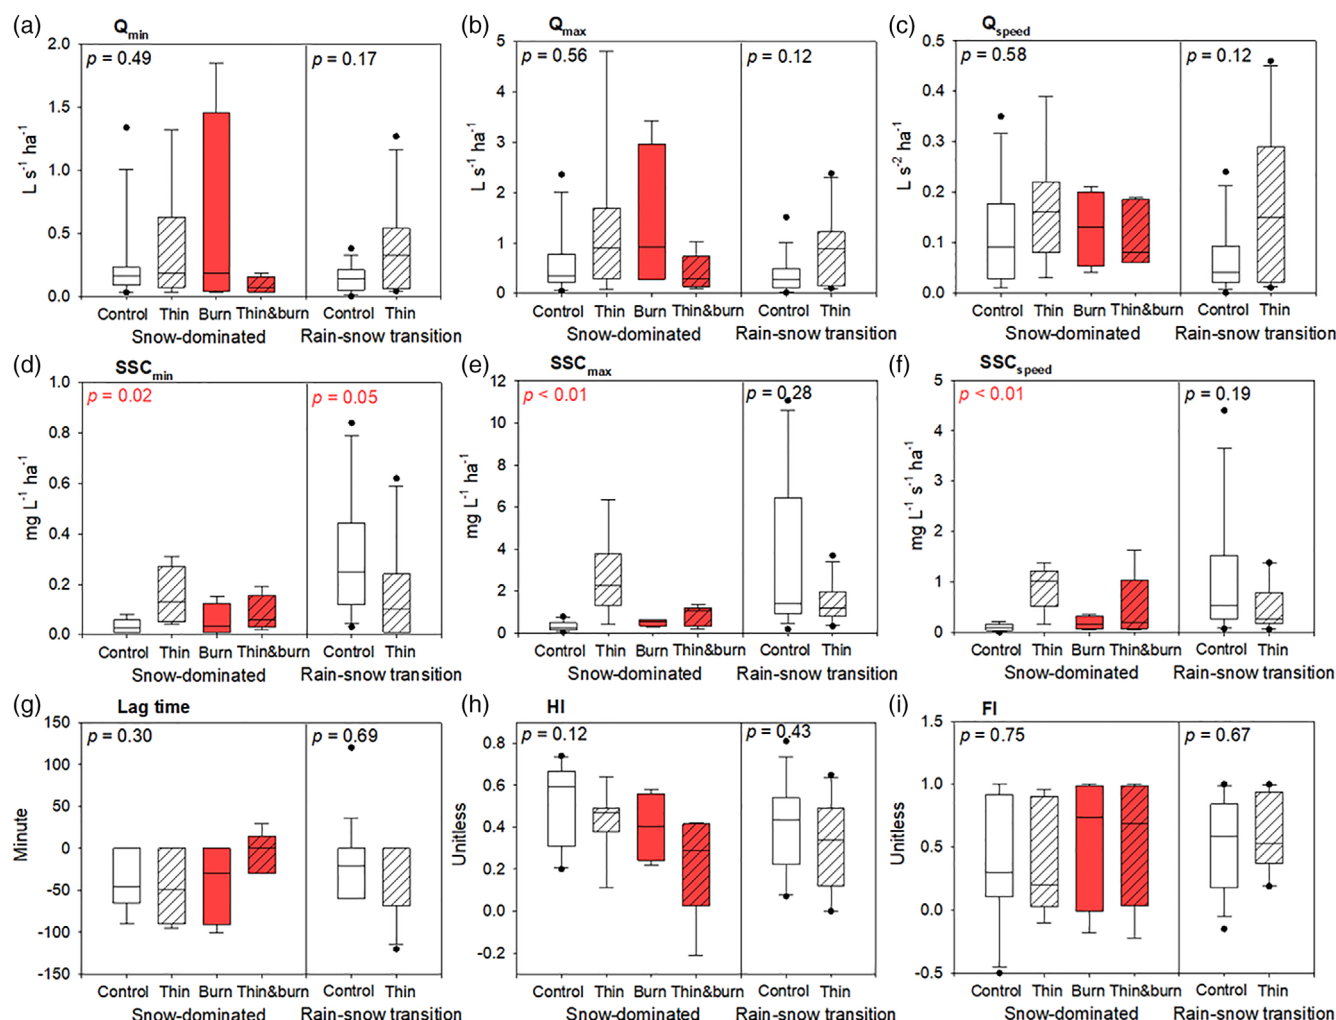 (a) Q min
2.0
1.5
1.0
0.5
0.0
L s-1 ha-1
p = 0.49 p = 0.17
Control Thin Burn Thin&burn Control Thin
Snow-dominated Rain-snow transition
(b) Q max
5
4
3
2
1
0
L s-1 ha-1
p = 0.56 p = 0.12
Control Thin Burn Thin&burn Control Thin
Snow-dominated Rain-snow transition
(c) Q speed
0.5
0.4
0.3
0.2
0.1
0.0
L s-2 ha-1
p = 0.58 p = 0.12
Control Thin Burn Thin&burn Control Thin
Snow-dominated Rain-snow transition
(d) SSC min
1.0
0.8
0.6
0.4
0.2
0.0
mg L-1 ha-1
p = 0.02 p = 0.05
Control Thin Burn Thin&burn Control Thin
Snow-dominated Rain-snow transition
(e) SSC max
12
10
8
6
4
2
0
mg L-1 ha-1
p < 0.01 p = 0.28
Control Thin Burn Thin&burn Control Thin
Snow-dominated Rain-snow transition
(f) SSC speed
5
4
3
2
1
0
mg L-1 s-1 ha-1
p < 0.01 p = 0.19
Control Thin Burn Thin&burn Control Thin
Snow-dominated Rain-snow transition
(g) Lag time
150
100
50
0
-50
-100
-150
Minute
p = 0.30 p = 0.69
Control Thin Burn Thin&burn Control Thin
Snow-dominated Rain-snow transition
(h) HI
0.8
0.6
0.4
0.2
0.0
-0.2
Unitless
p = 0.12 p = 0.43
Control Thin Burn Thin&burn Control Thin
Snow-dominated Rain-snow transition
(i) FI
1.5
1.0
0.5
0.0
-0.5
Unitless
p = 0.75 p = 0.67
Control Thin Burn Thin&burn Control Thin
Snow-dominated Rain-snow transition